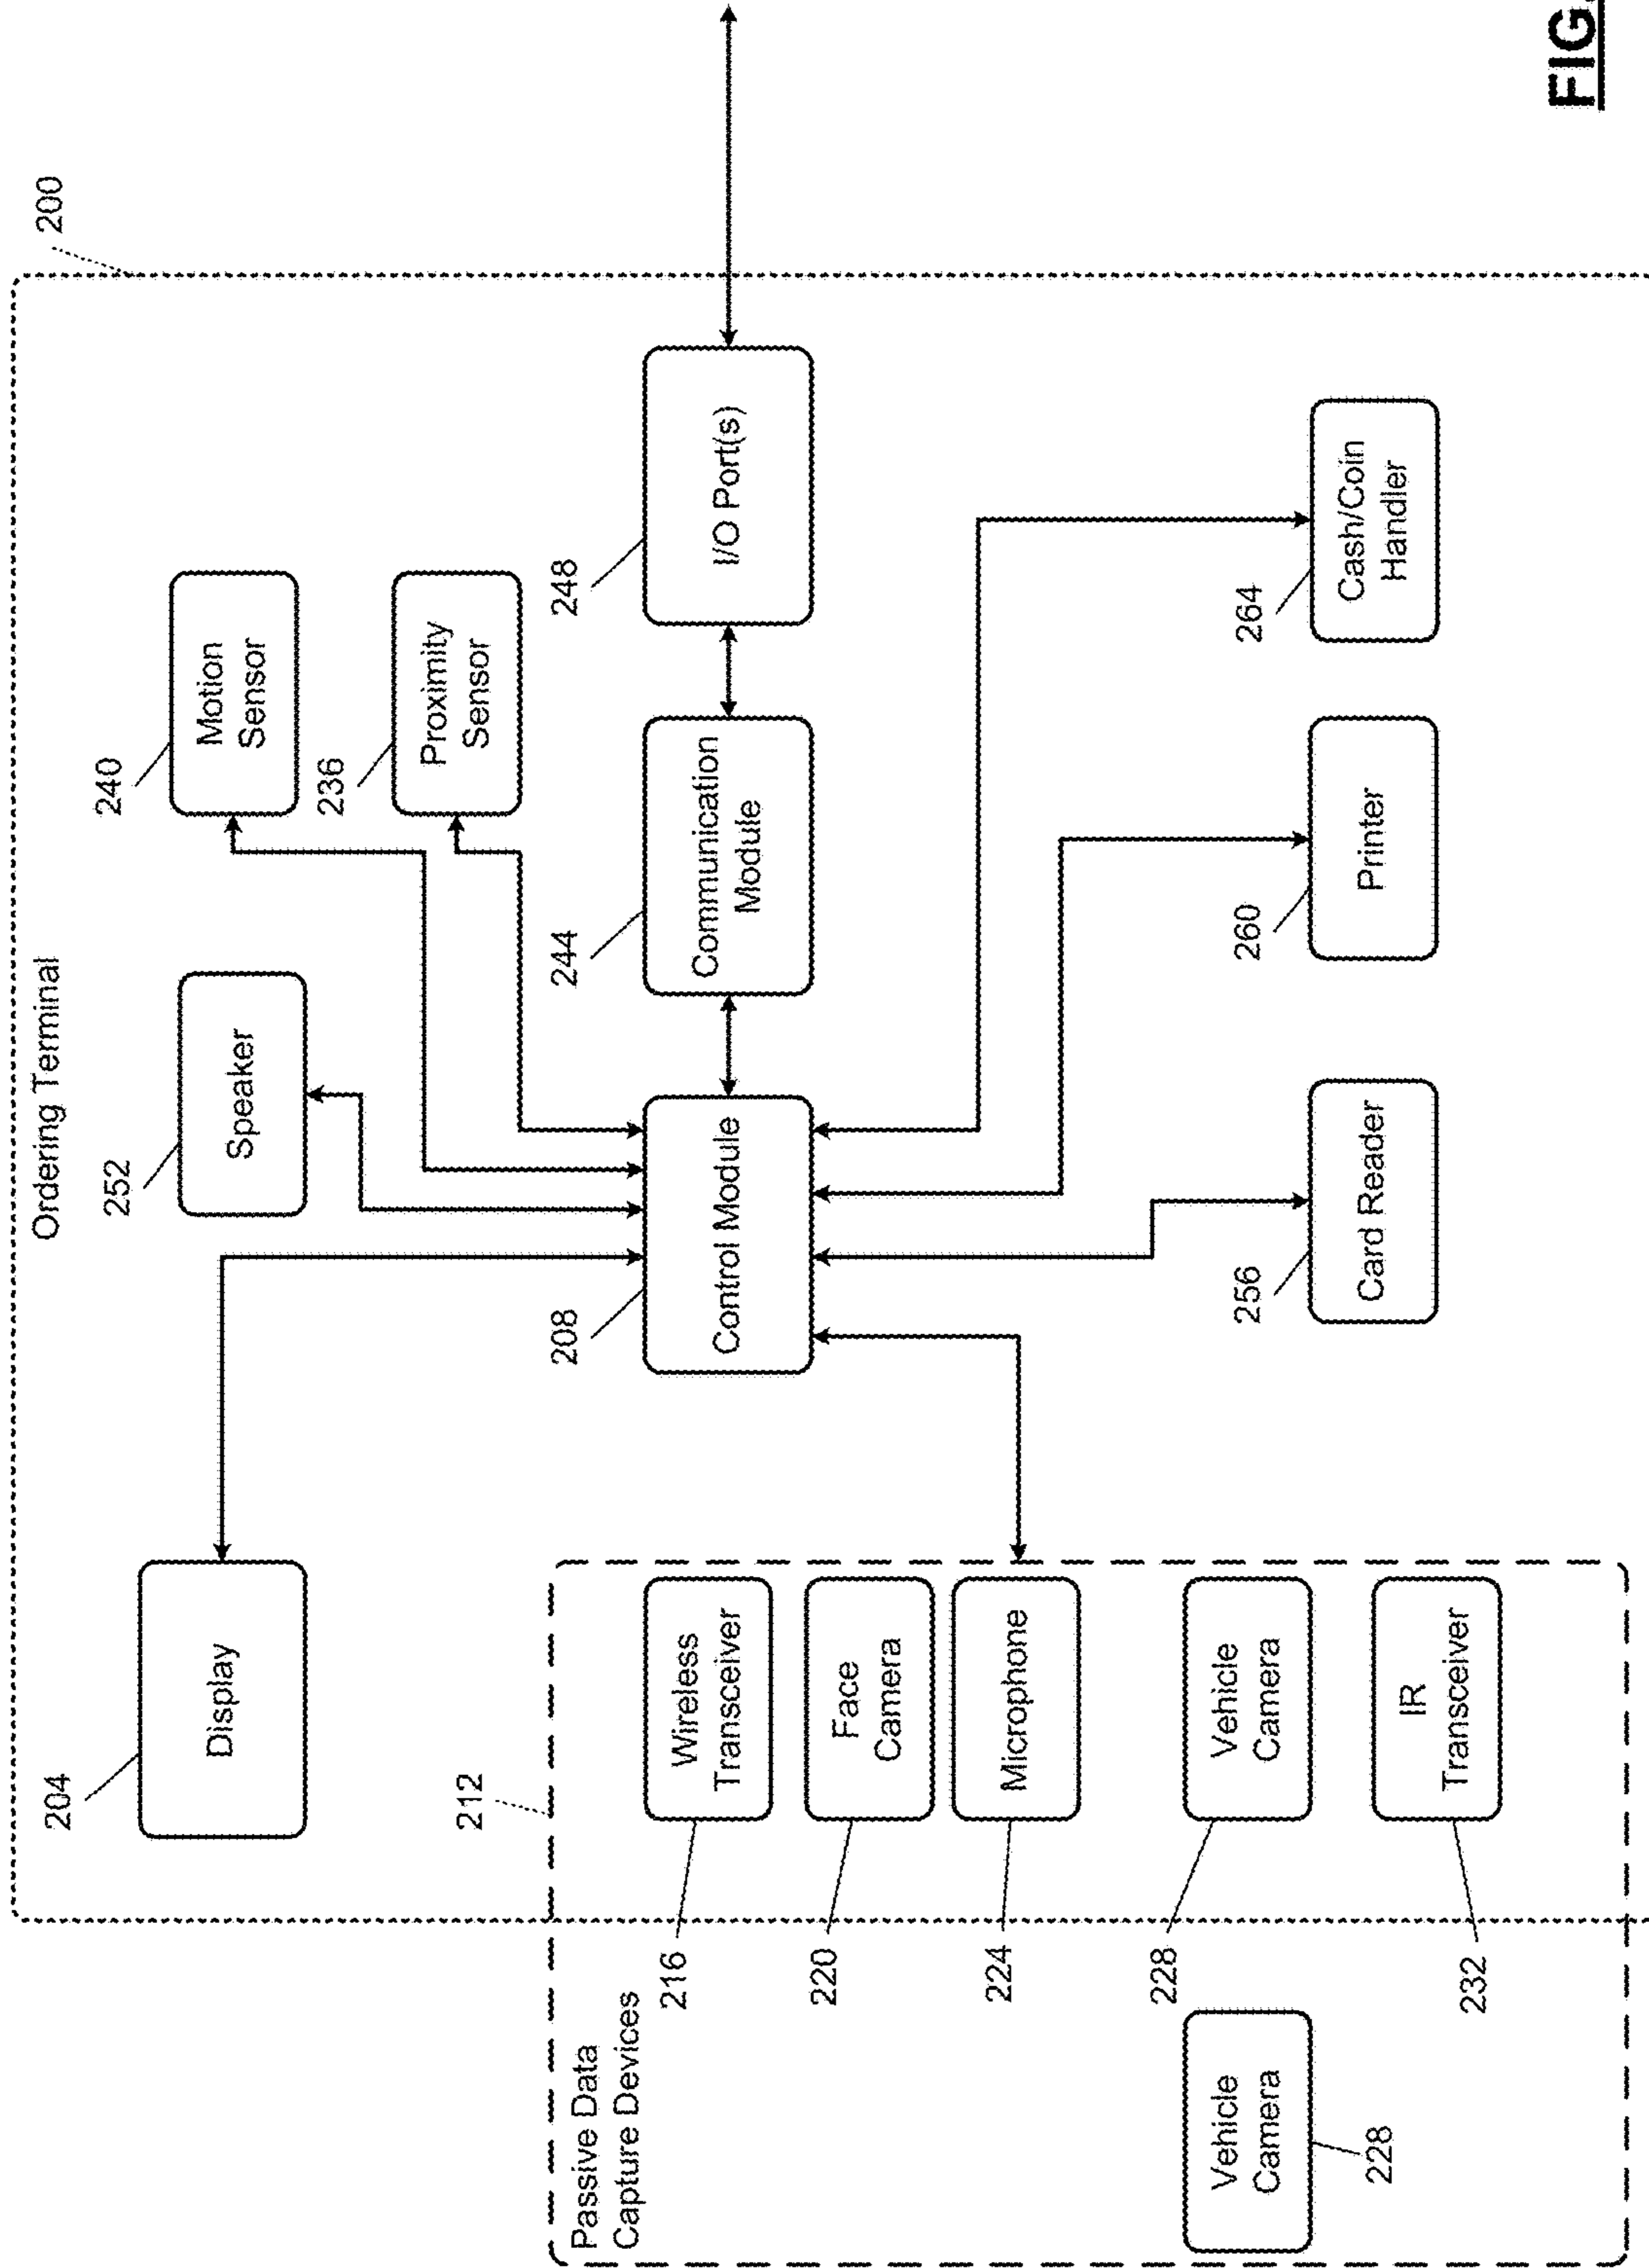 Ordering Terminal
200
204
Display
252
Speaker
240
Motion
Sensor
236
Proximity
Sensor
212
Passive Data
Capture Devices
208
Control Module
244
Communication
Module
248
I/O Port(s)
216
Wireless
Transceiver
220
Face
Camera
224
Microphone
228
Vehicle
Camera
Vehicle
Camera
228
232
IR
Transceiver
256
Card Reader
260
Printer
264
Cash/Coin
Handler
FIG.